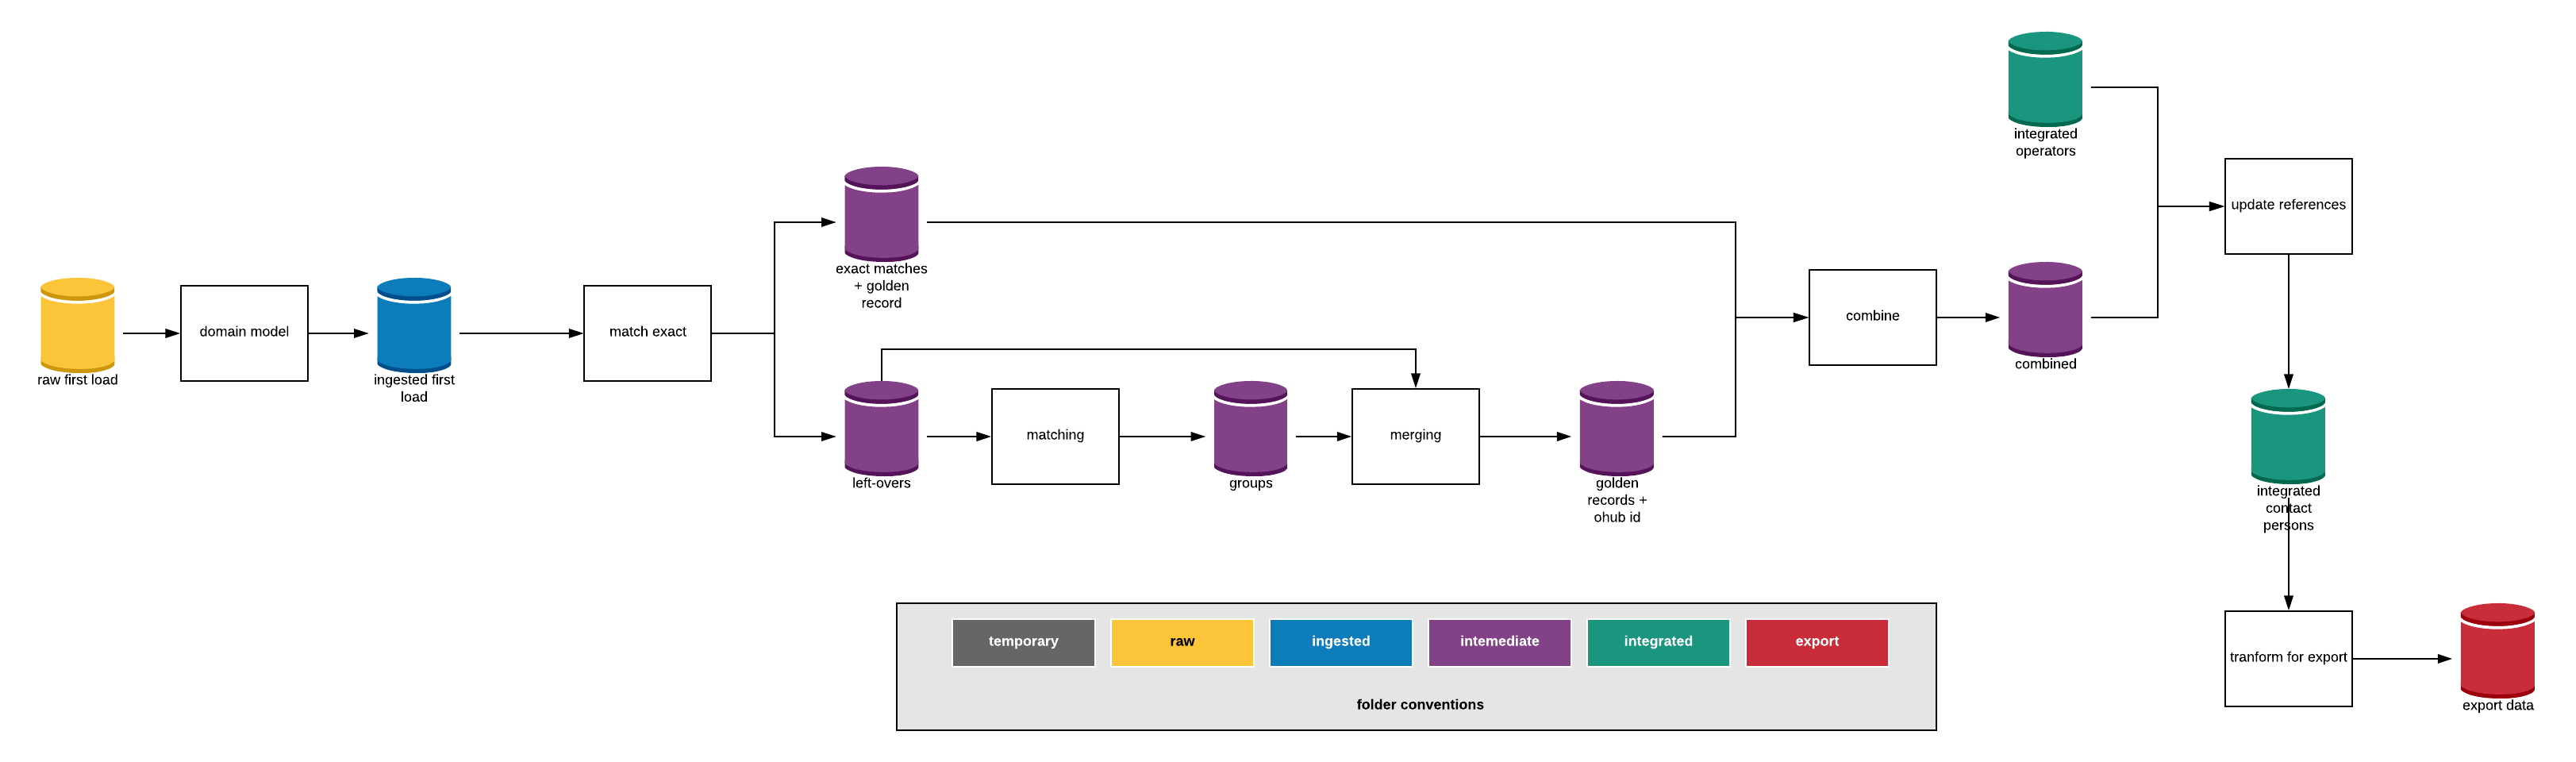 integrated
operators
update references
exact matches
+ golden
record
raw first load
domain model
ingested first
load
match exact
combine
combined
left-overs
matching
groups
merging
golden
records +
ohub id
integrated
contact
persons
temporary
raw
ingested
intemediate
integrated
export
folder conventions
tranform for export
export data